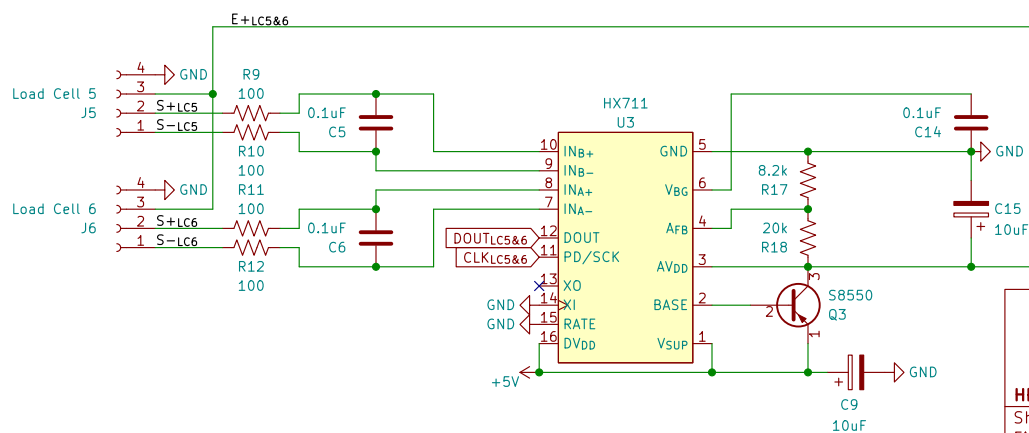 E+LC5&6
4 GND
Load Cell 5
3
J5
2 S+LC5
1 S-LC5
R9
100
R10
100
0.1uF
C5
4 GND
Load Cell 6
3
J6
2 S+LC6
1 S-LC6
R11
100
R12
100
0.1uF
C6
HX711
U3
10 INB+
9 INB-
8 INA+
7 INA-
12 DOUT
11 PD/SCK
13 XO
14 XI
15 RATE
16 DVDD
GND 5
VBG 6
AFB 4
AVDD 3
BASE 2
VSUP 1
DOUTLC5&6
CLKLC5&6
GND
GND
+5V
0.1uF
C14
GND
8.2k
R17
20k
R18
+
C15
10uF
3
2
1
S8550
Q3
+
GND
C9
10uF